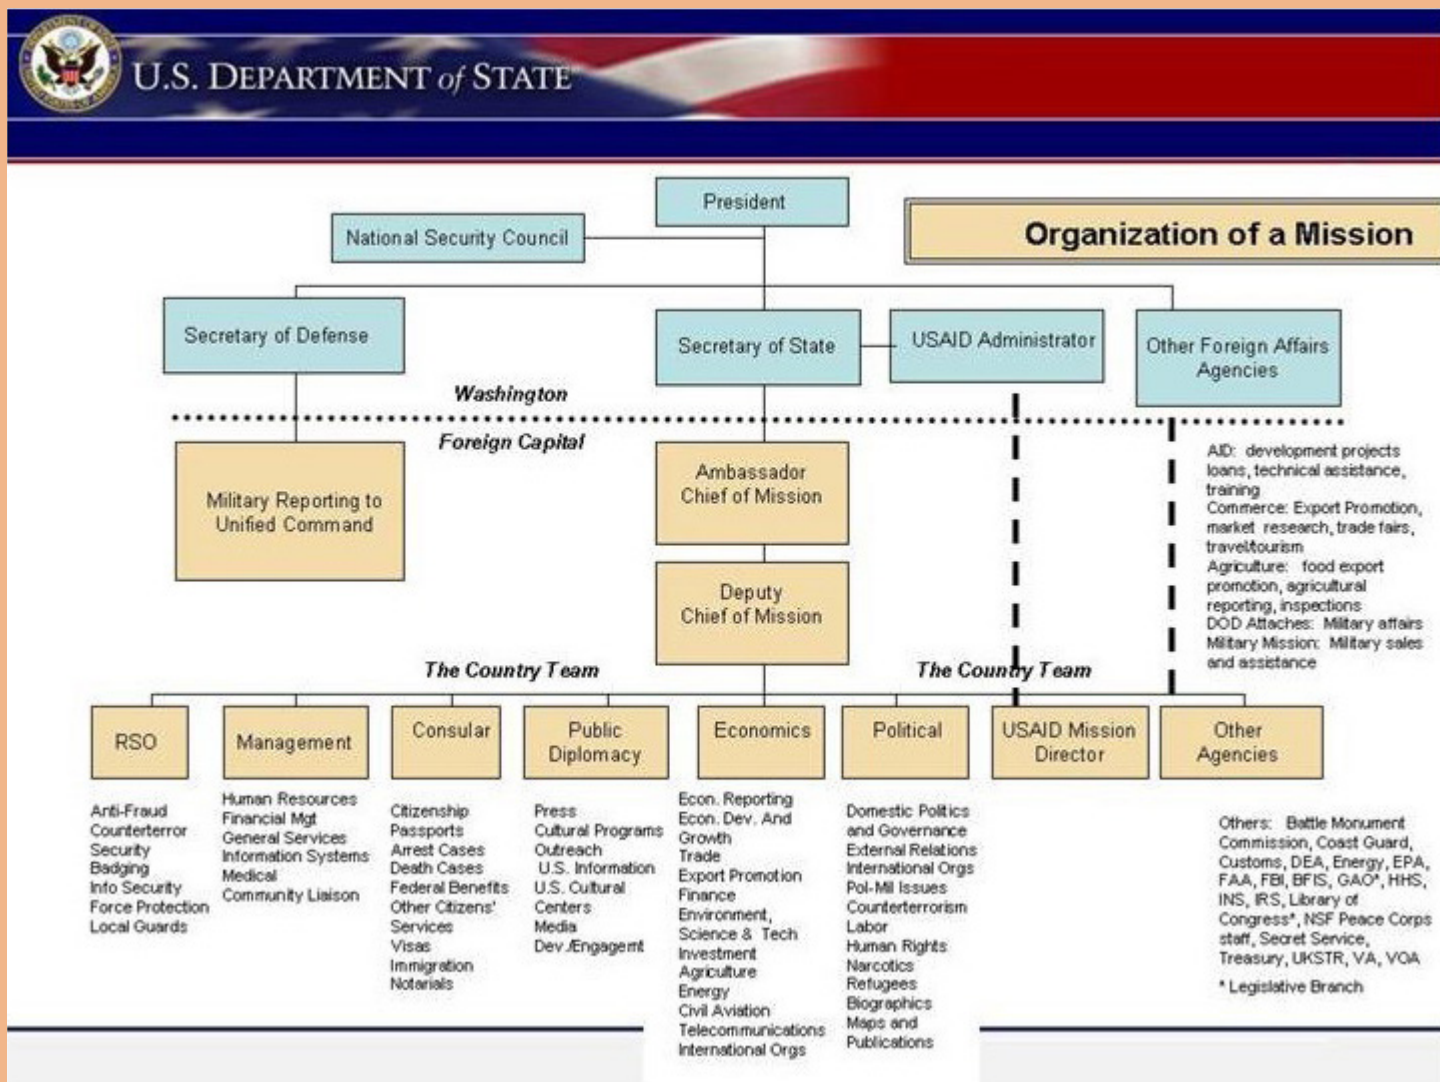 U.S. DEPARTMENT of STATE
President
National Security Council
Organization of a Mission
Secretary of Defense
Secretary of State
USAID Administrator
Other Foreign Affairs
Agencies
Washington
Foreign Capital
Military Reporting to
Unified Command
Ambassador
Chief of Mission
Deputy
Chief of Mission
AID: development projects
loans, technical assistance,
training
Commerce: Export Promotion,
market research, trade fairs,
travel/tourism
Agriculture: food export
promotion, agricultural
reporting, inspections
DOD Attaches: Military affairs
Military Mission: Military sales
and assistance
The Country Team
The Country Team
RSO
Management
Consular
Public
Diplomacy
Economics
Political
USAID Mission
Director
Other
Agencies
Anti-Fraud
Counterterror
Security
Badging
Info Security
Force Protection
Local Guards
Human Resources
Financial Mgt
General Services
Information Systems
Medical
Community Liaison
Citizenship
Passports
Arrest Cases
Death Cases
Federal Benefits
Other Citizens'
Services
Visas
Immigration
Notarials
Press
Cultural Programs
Outreach
U.S. Information
U.S. Cultural
Centers
Media
Dev./Engagemt
Econ. Reporting
Econ. Dev. And
Growth
Trade
Export Promotion
Finance
Environment,
Science & Tech
Investment
Agriculture
Energy
Civil Aviation
Telecommunications
International Orgs
Domestic Politics
and Governance
External Relations
International Orgs
Pol-Mil Issues
Counterterrorism
Labor
Human Rights
Narcotics
Refugees
Biographics
Maps and
Publications
Others: Battle Monument
Commission, Coast Guard,
Customs, DEA, Energy, EPA,
FAA, FBI, BFIS, GAO*, HHS,
INS, IRS, Library of
Congress*, NSF Peace Corps
staff, Secret Service,
Treasury, UKSTR, VA, VOA
* Legislative Branch